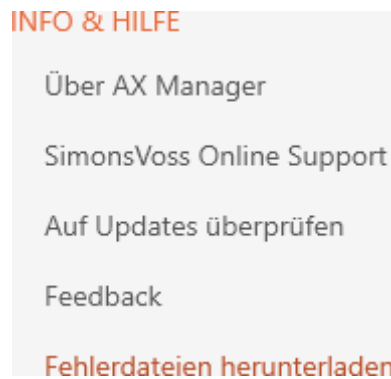 INFO & HILFE
Über AX Manager
SimonsVoss Online Support
Auf Updates überprüfen
Feedback
Fehlerdateien herunterladen